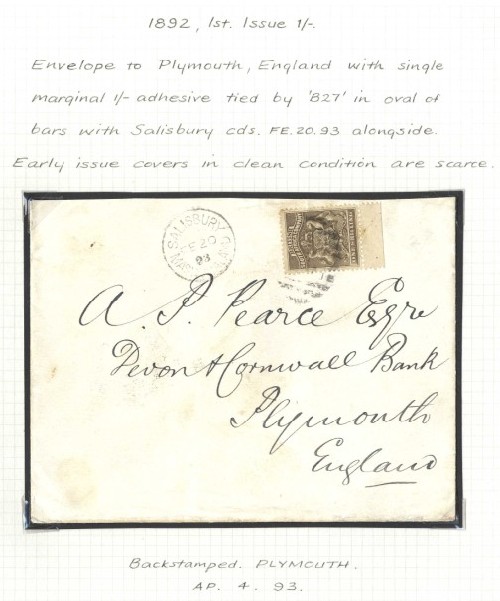 1892, 1st. Issue 1/-.
Envelope to Plymouth, England with single
marginal 1/- adhesive tied by '827' in oval of
bars with Salisbury cds. FE.20.93 alongside.
Early issue covers in clean condition are scarce.
SALISBURY
FE 20
93
A. P. Pearce Esqre
Devon & Cornwall Bank
Plymouth
England
Backstamped. PLYMOUTH.
AP. 4. 93.